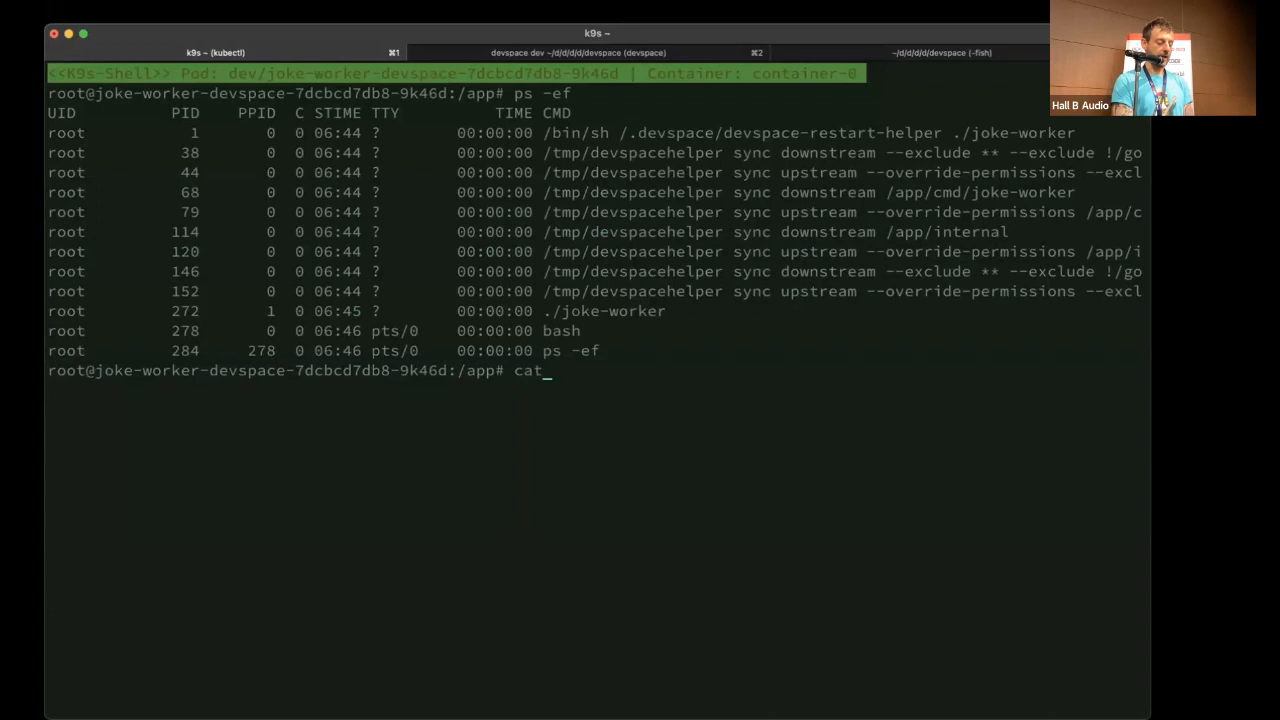 k9s ~
k9s ~ (kubectl) ⌘1 devspace dev ~/d/d/d/d/devspace (devspace) ⌘2 ~/d/d/d/d/devspace (-fish)
<<K9s-Shell>> Pod: dev/joke-worker-devspace-7dcbcd7db8-9k46d | Container: container-0
root@joke-worker-devspace-7dcbcd7db8-9k46d:/app# ps -ef
UID PID PPID C STIME TTY TIME CMD
root 1 0 0 06:44 ? 00:00:00 /bin/sh /.devspace/devspace-restart-helper ./joke-worker
root 38 0 0 06:44 ? 00:00:00 /tmp/devspacehelper sync downstream --exclude ** --exclude !/go
root 44 0 0 06:44 ? 00:00:00 /tmp/devspacehelper sync upstream --override-permissions --excl
root 68 0 0 06:44 ? 00:00:00 /tmp/devspacehelper sync downstream /app/cmd/joke-worker
root 79 0 0 06:44 ? 00:00:00 /tmp/devspacehelper sync upstream --override-permissions /app/c
root 114 0 0 06:44 ? 00:00:00 /tmp/devspacehelper sync downstream /app/internal
root 120 0 0 06:44 ? 00:00:00 /tmp/devspacehelper sync upstream --override-permissions /app/i
root 146 0 0 06:44 ? 00:00:00 /tmp/devspacehelper sync downstream --exclude ** --exclude !/go
root 152 0 0 06:44 ? 00:00:00 /tmp/devspacehelper sync upstream --override-permissions --excl
root 272 1 0 06:45 ? 00:00:00 ./joke-worker
root 278 0 0 06:46 pts/0 00:00:00 bash
root 284 278 0 06:46 pts/0 00:00:00 ps -ef
root@joke-worker-devspace-7dcbcd7db8-9k46d:/app# cat_
Hall B Audio